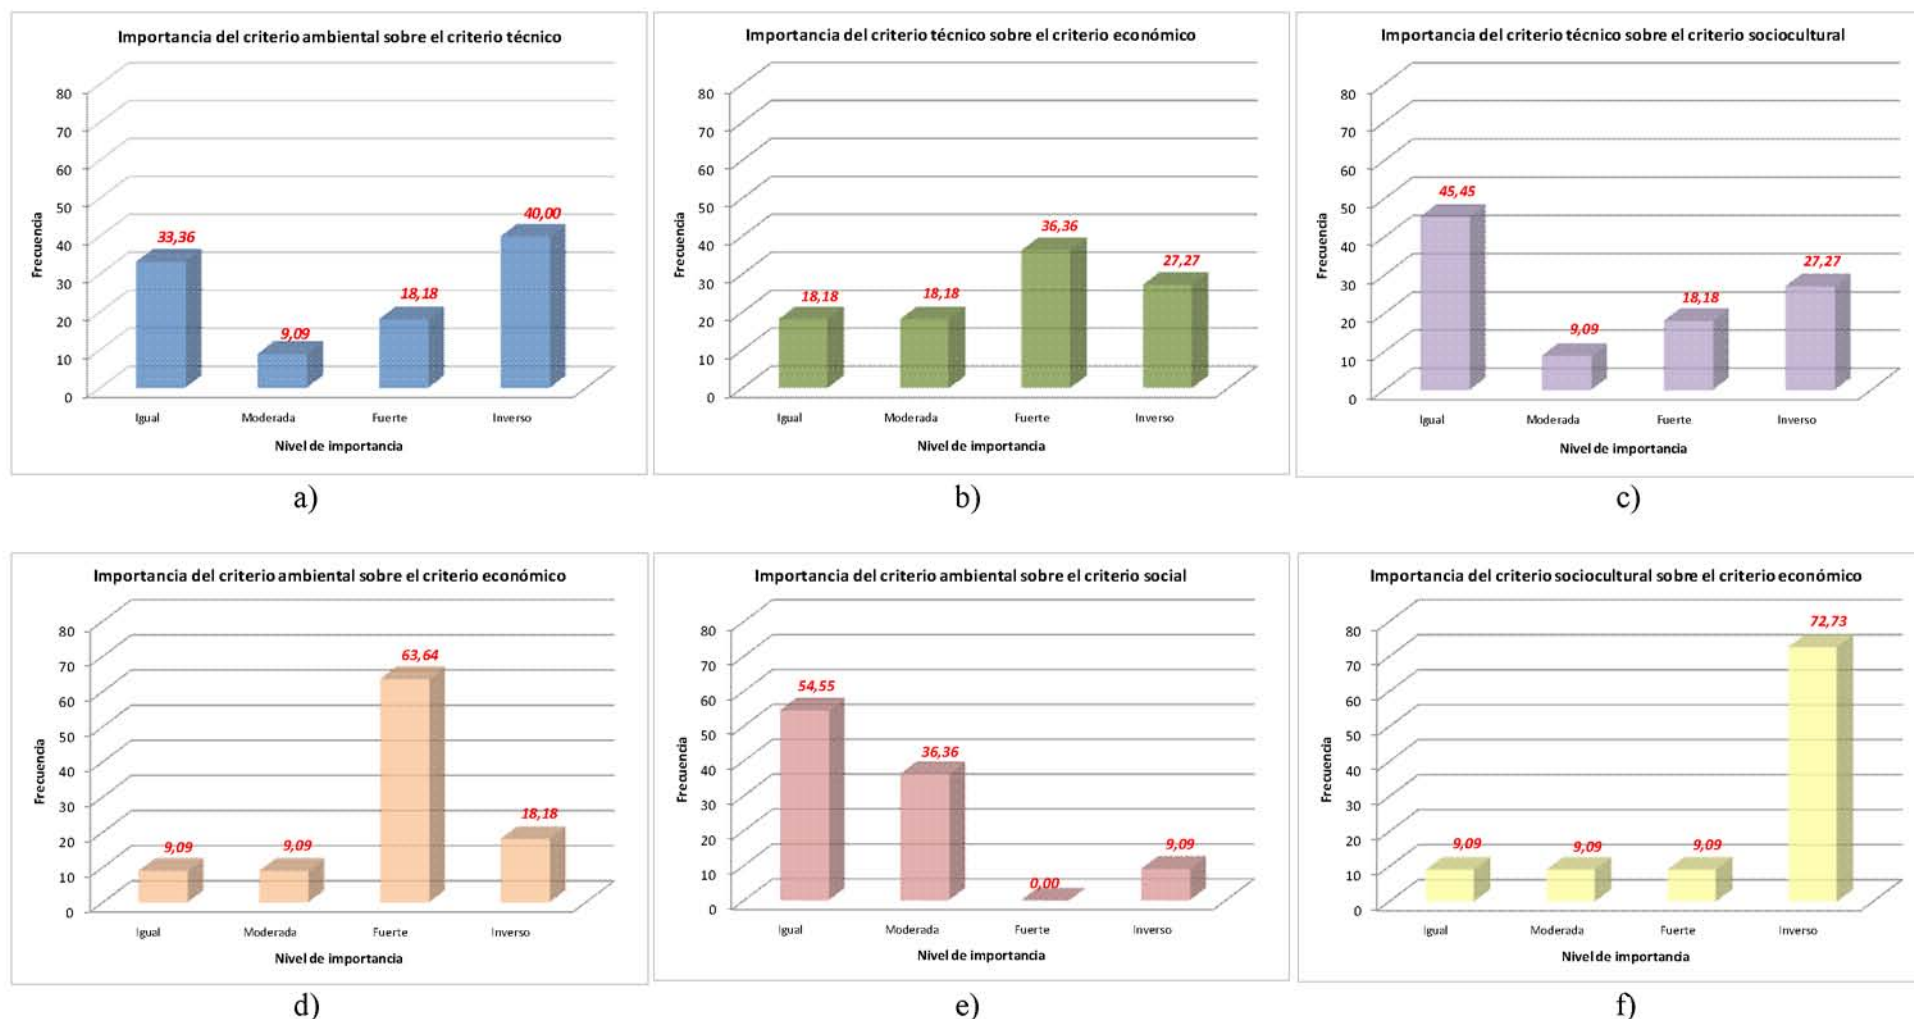 Importancia del criterio ambiental sobre el criterio técnico
80
70
60
50
40
30
20
10
0
Frecuencia
33,36
9,09
18,18
40,00
Igual
Moderada
Fuerte
Inverso
Nivel de importancia
a)
Importancia del criterio técnico sobre el criterio económico
80
70
60
50
40
30
20
10
0
Frecuencia
18,18
18,18
36,36
27,27
Igual
Moderada
Fuerte
Inverso
Nivel de importancia
b)
Importancia del criterio técnico sobre el criterio sociocultural
80
70
60
50
40
30
20
10
0
Frecuencia
45,45
9,09
18,18
27,27
Igual
Moderada
Fuerte
Inverso
Nivel de importancia
c)
Importancia del criterio ambiental sobre el criterio económico
80
70
60
50
40
30
20
10
0
Frecuencia
9,09
9,09
63,64
18,18
Igual
Moderada
Fuerte
Inverso
Nivel de importancia
d)
Importancia del criterio ambiental sobre el criterio social
80
70
60
50
40
30
20
10
0
Frecuencia
54,55
36,36
0,00
9,09
Igual
Moderada
Fuerte
Inverso
Nivel de importancia
e)
Importancia del criterio sociocultural sobre el criterio económico
80
70
60
50
40
30
20
10
0
Frecuencia
9,09
9,09
9,09
72,73
Igual
Moderada
Fuerte
Inverso
Nivel de importancia
f)